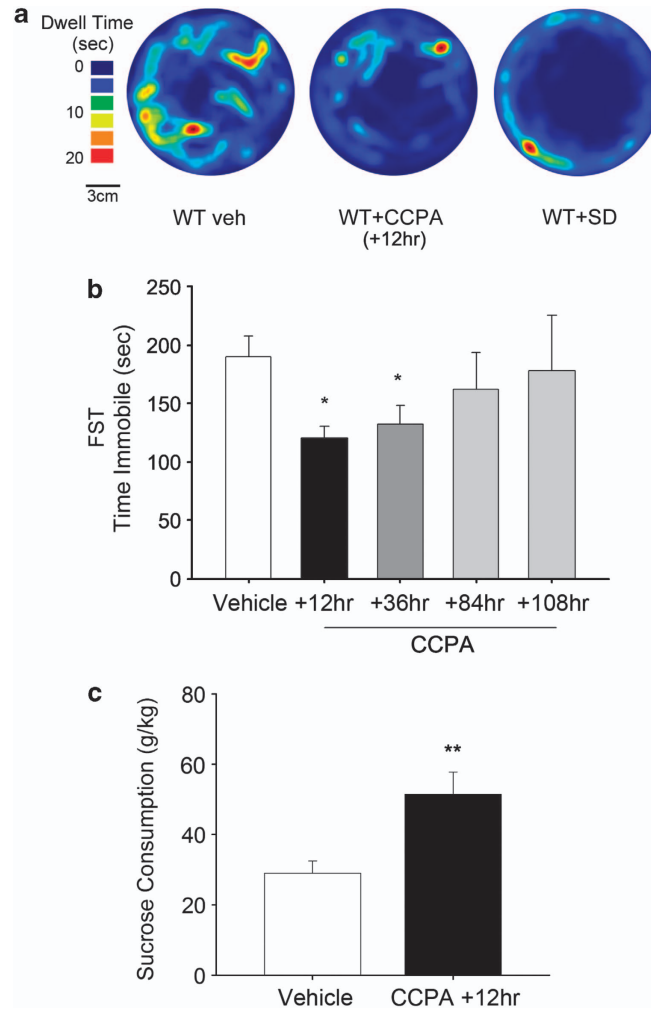 a
Dwell Time
(sec)
0
10
20
3cm
WT veh
WT+CCPA
(+12hr)
WT+SD
b
FST
Time Immobile (sec)
250
200
150
100
50
0
*
*
Vehicle +12hr +36hr +84hr +108hr
CCPA
c
Sucrose Consumption (g/kg)
80
60
40
20
0
**
Vehicle CCPA +12hr